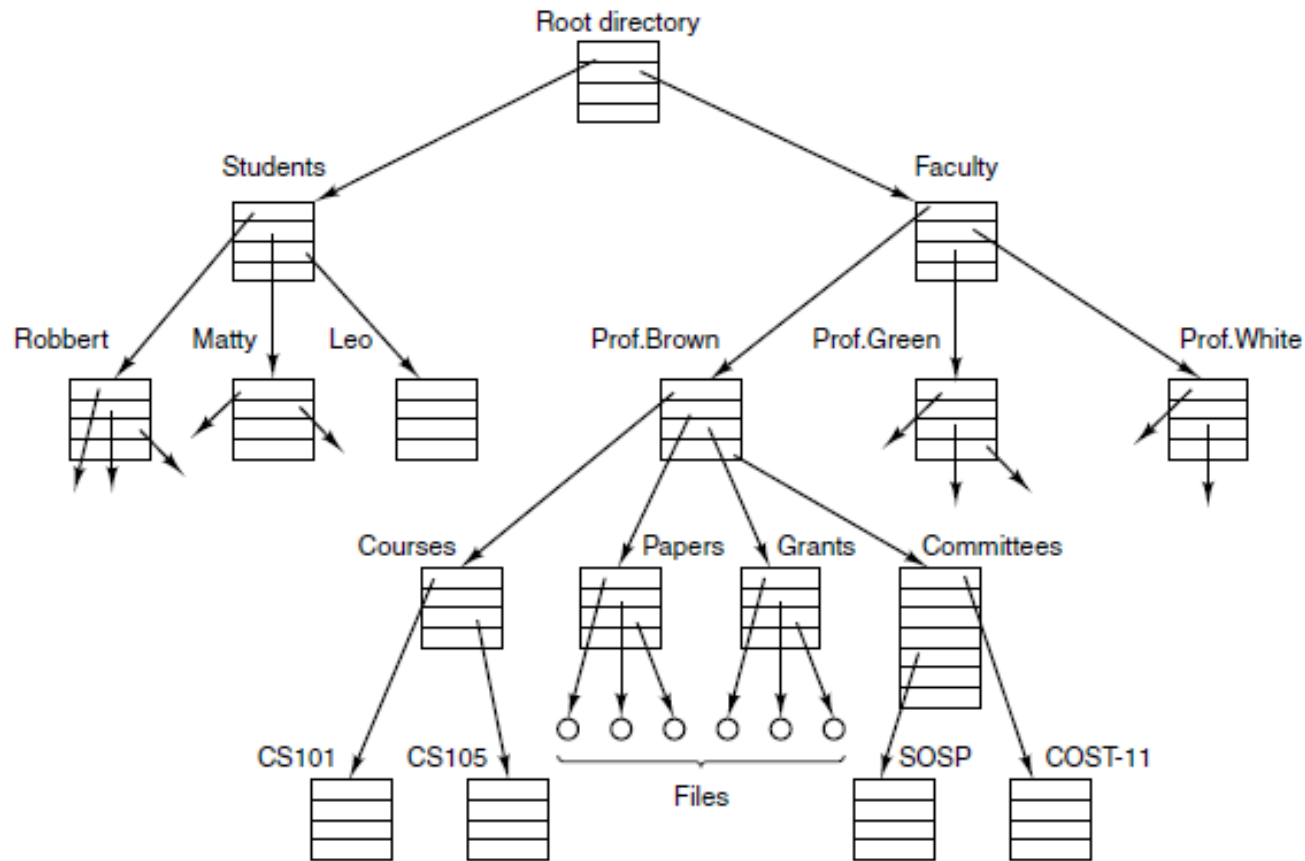 Root directory
Students
Faculty
Robbert
Matty
Leo
Prof.Brown
Prof.Green
Prof.White
Courses
Papers
Grants
Committees
CS101
CS105
SOSP
COST-11
Files